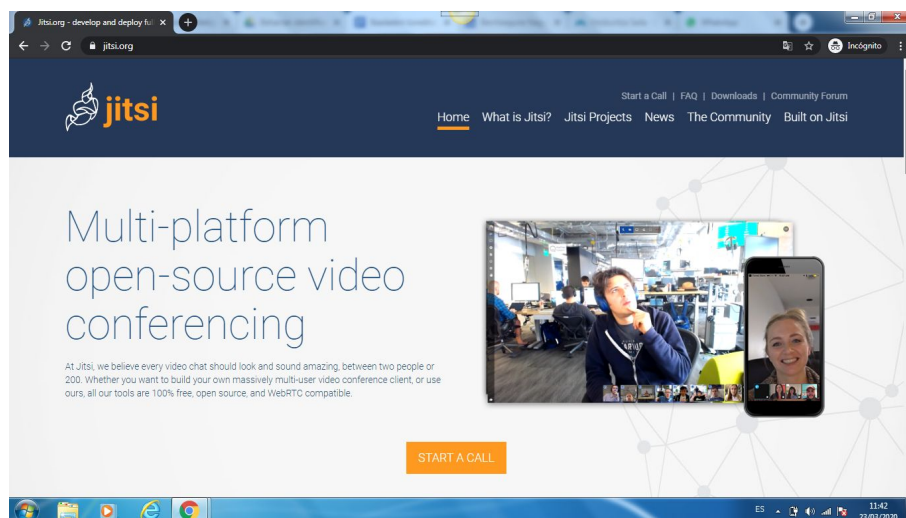 Jitsi.org - develop and deploy ful
jitsi.org
Incógnito
jitsi
Start a Call | FAQ | Downloads | Community Forum
Home What is Jitsi? Jitsi Projects News The Community Built on Jitsi
Multi-platform
open-source video
conferencing
At Jitsi, we believe every video chat should look and sound amazing, between two people or
200. Whether you want to build your own massively multi-user video conference client, or use
ours, all our tools are 100% free, open source, and WebRTC compatible.
START A CALL
ES
11:42
23/03/2020